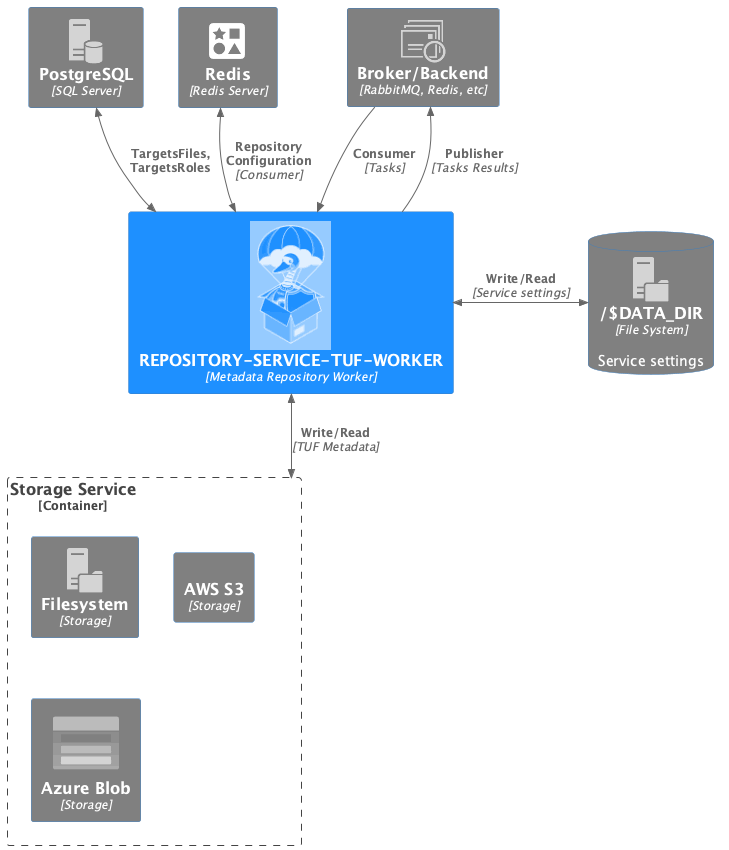 PostgreSQL
[SQL Server]
Redis
[Redis Server]
Broker/Backend
[RabbitMQ, Redis, etc]
TargetsFiles,
TargetsRoles
Repository
Configuration
[Consumer]
Consumer
[Tasks]
Publisher
[Tasks Results]
REPOSITORY-SERVICE-TUF-WORKER
[Metadata Repository Worker]
Write/Read
[Service settings]
/$DATA_DIR
[File System]
Service settings
Write/Read
[TUF Metadata]
Storage Service
[Container]
Filesystem
[Storage]
AWS S3
[Storage]
Azure Blob
[Storage]